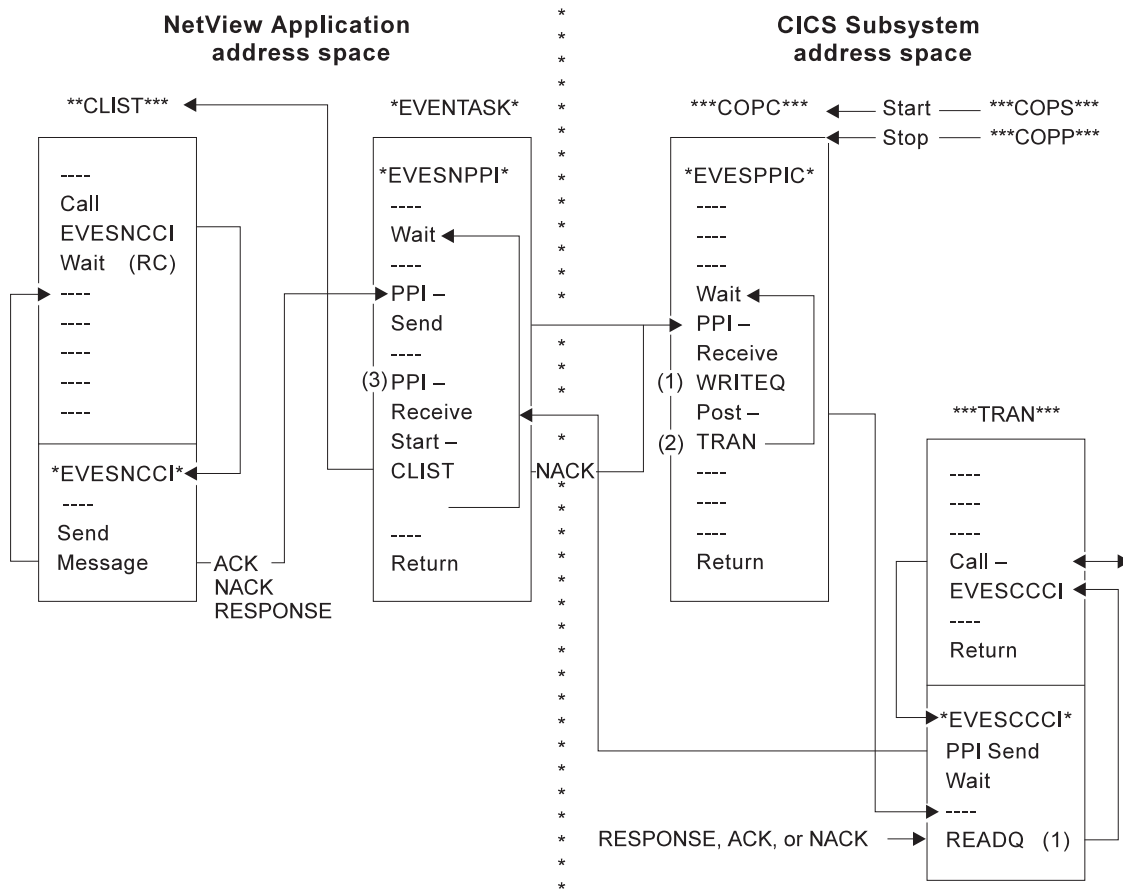 NetView Application
address space
CICS Subsystem
address space
**CLIST***
----
Call
EVESNCCI
Wait (RC)
----
----
----
----
----
*EVESNCCI*
----
Send
Message
ACK
NACK
RESPONSE
*EVENTASK*
*EVESNPPI*
----
Wait
----
PPI –
Send
----
(3) PPI –
Receive
Start –
CLIST
----
Return
NACK
***COPC***
Start
***COPS***
Stop
***COPP***
*EVESPPIC*
----
----
----
Wait
PPI –
Receive
(1) WRITEQ
Post –
(2) TRAN
----
----
----
Return
***TRAN***
----
----
----
Call –
EVESCCCI
----
Return
*EVESCCCI*
PPI Send
Wait
----
RESPONSE, ACK, or NACK
READQ (1)